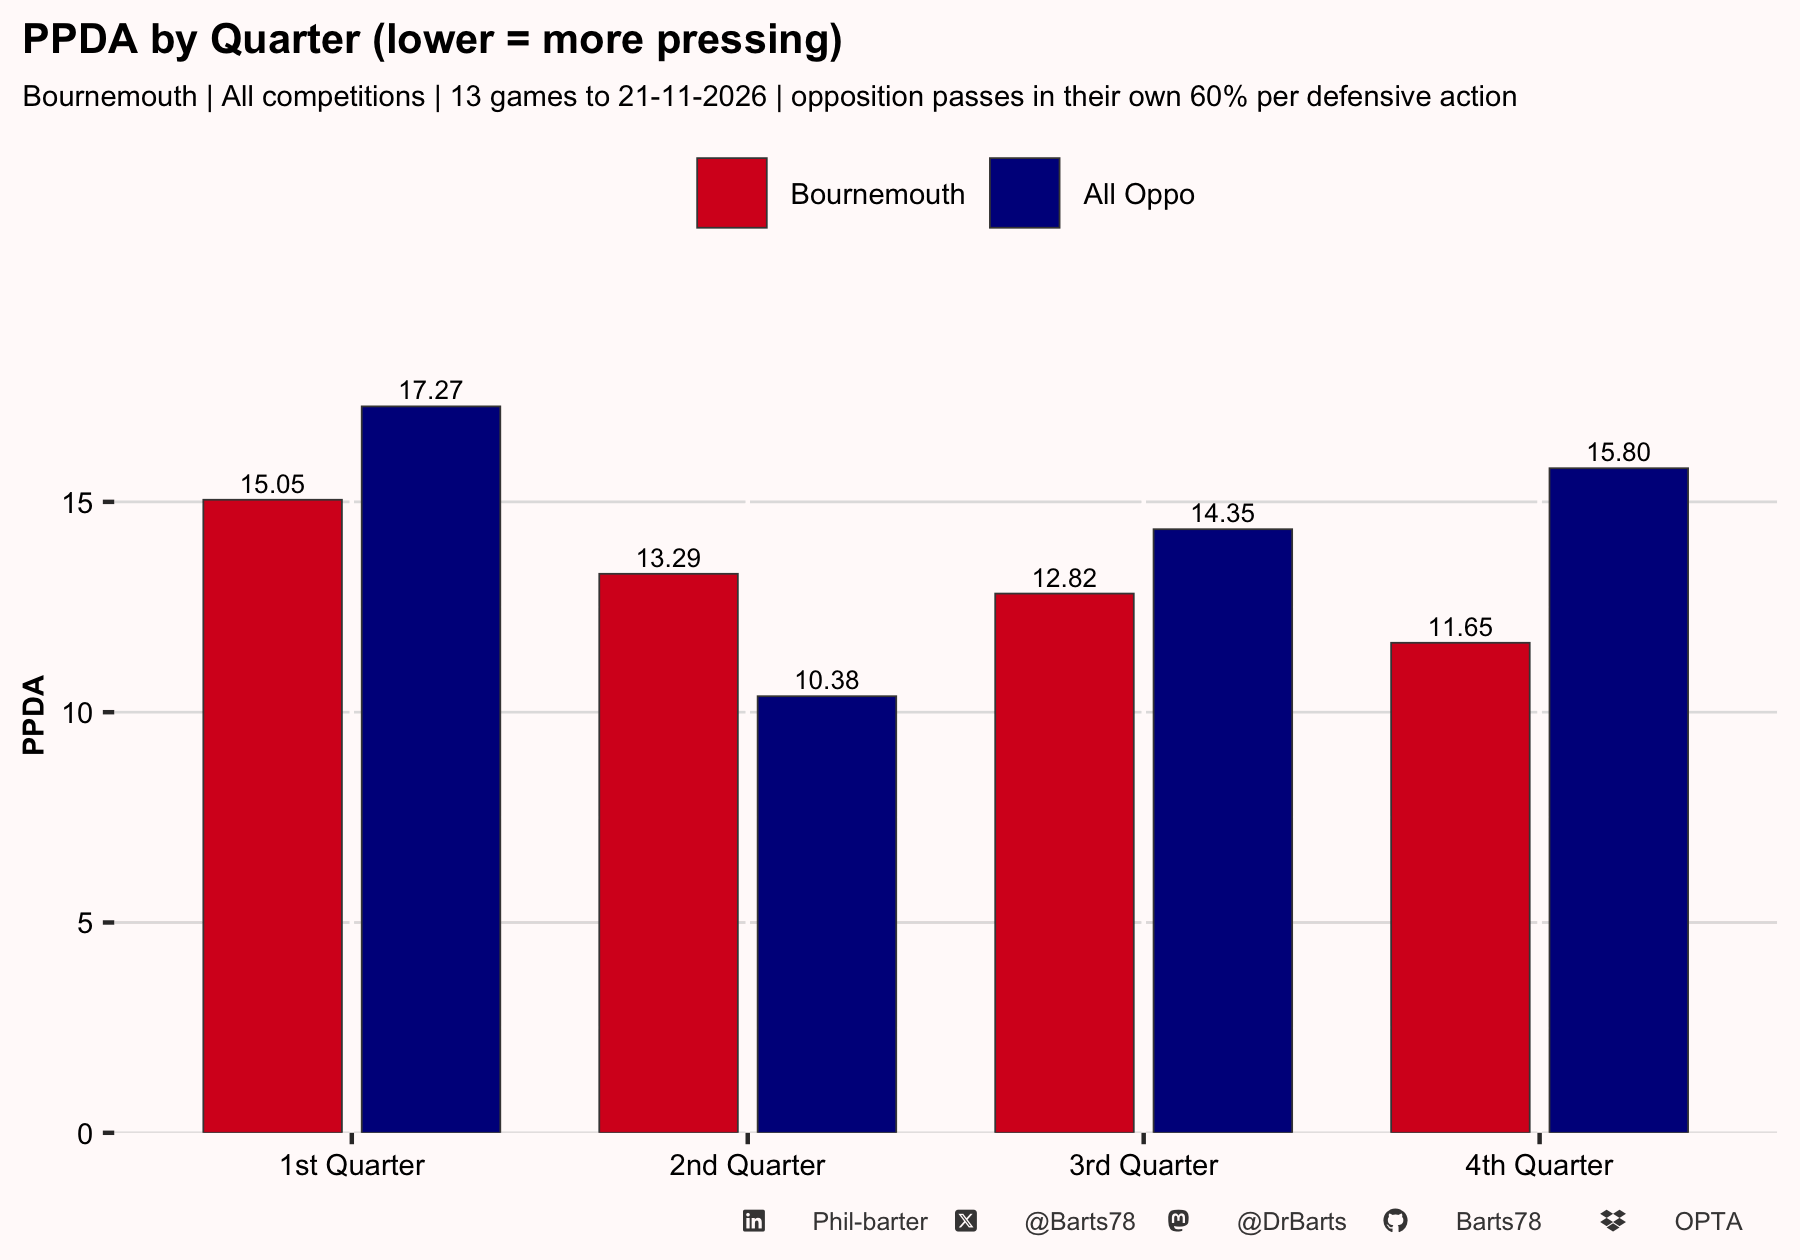 PPDA by Quarter (lower = more pressing)
Bournemouth | All competitions | 13 games to 21-11-2026 | opposition passes in their own 60% per defensive action
Bournemouth All Oppo
17.27
15.80
15.05
15
14.35
13.29
12.82
11.65
10.38
10
PPDA
5
0
1st Quarter 2nd Quarter 3rd Quarter 4th Quarter
Phil-barter @Barts78 @DrBarts Barts78 OPTA